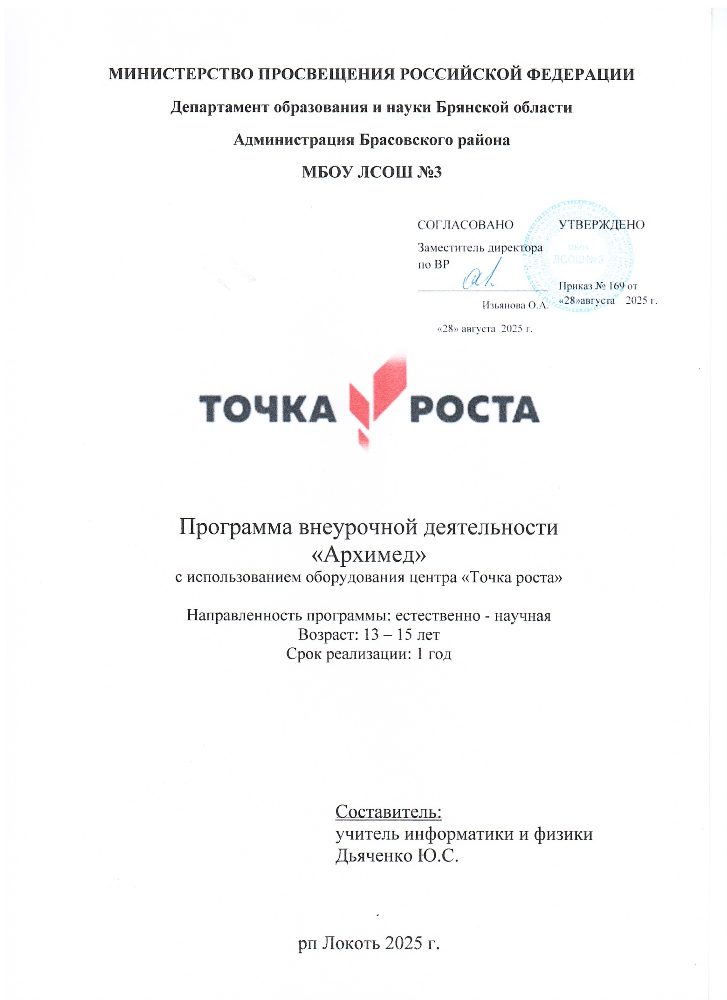 МИНИСТЕРСТВО ПРОСВЕЩЕНИЯ РОССИЙСКОЙ ФЕДЕРАЦИИ
Департамент образования и науки Брянской области
Администрация Брасовского района
МБОУ ЛСОШ №3
СОГЛАСОВАНО
Заместитель директора
по ВР
Изьянова О.А.
«28» августа 2025 г.
УТВЕРЖДЕНО
МБОУ
ЛСОШ № 3
Приказ № 169 от
«28»августа 2025 г.
ТОЧКА РОСТА
Программа внеурочной деятельности
«Архимед»
с использованием оборудования центра «Точка роста»
Направленность программы: естественно - научная
Возраст: 13 – 15 лет
Срок реализации: 1 год
Составитель:
учитель информатики и физики
Дьяченко Ю.С.
рп Локоть 2025 г.